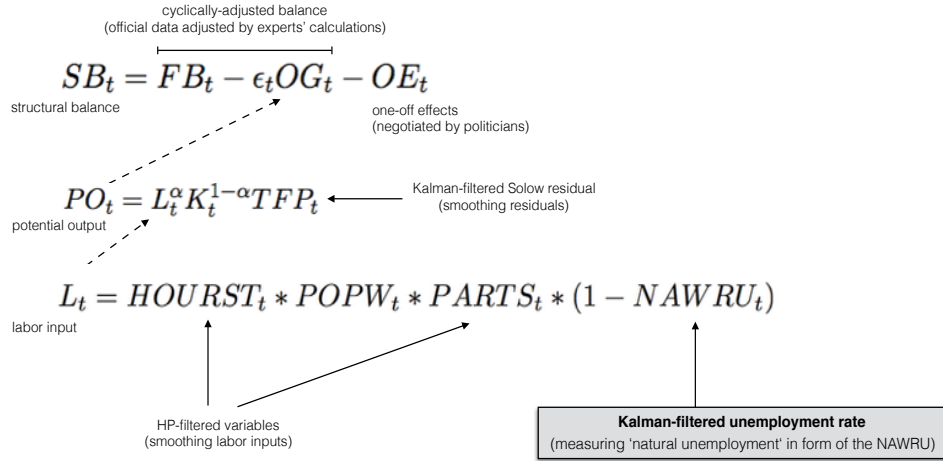 cyclically-adjusted balance
(official data adjusted by experts' calculations)
SB_t = FB_t − ϵ_tOG_t − OE_t
structural balance
one-off effects
(negotiated by politicians)
PO_t = L_t^α K_t^{1−α} TFP_t
Kalman-filtered Solow residual
(smoothing residuals)
potential output
L_t = HOURST_t ∗ POPW_t ∗ PARTS_t ∗ (1 − NAWRU_t)
labor input
HP-filtered variables
(smoothing labor inputs)
Kalman-filtered unemployment rate
(measuring 'natural unemployment' in form of the NAWRU)